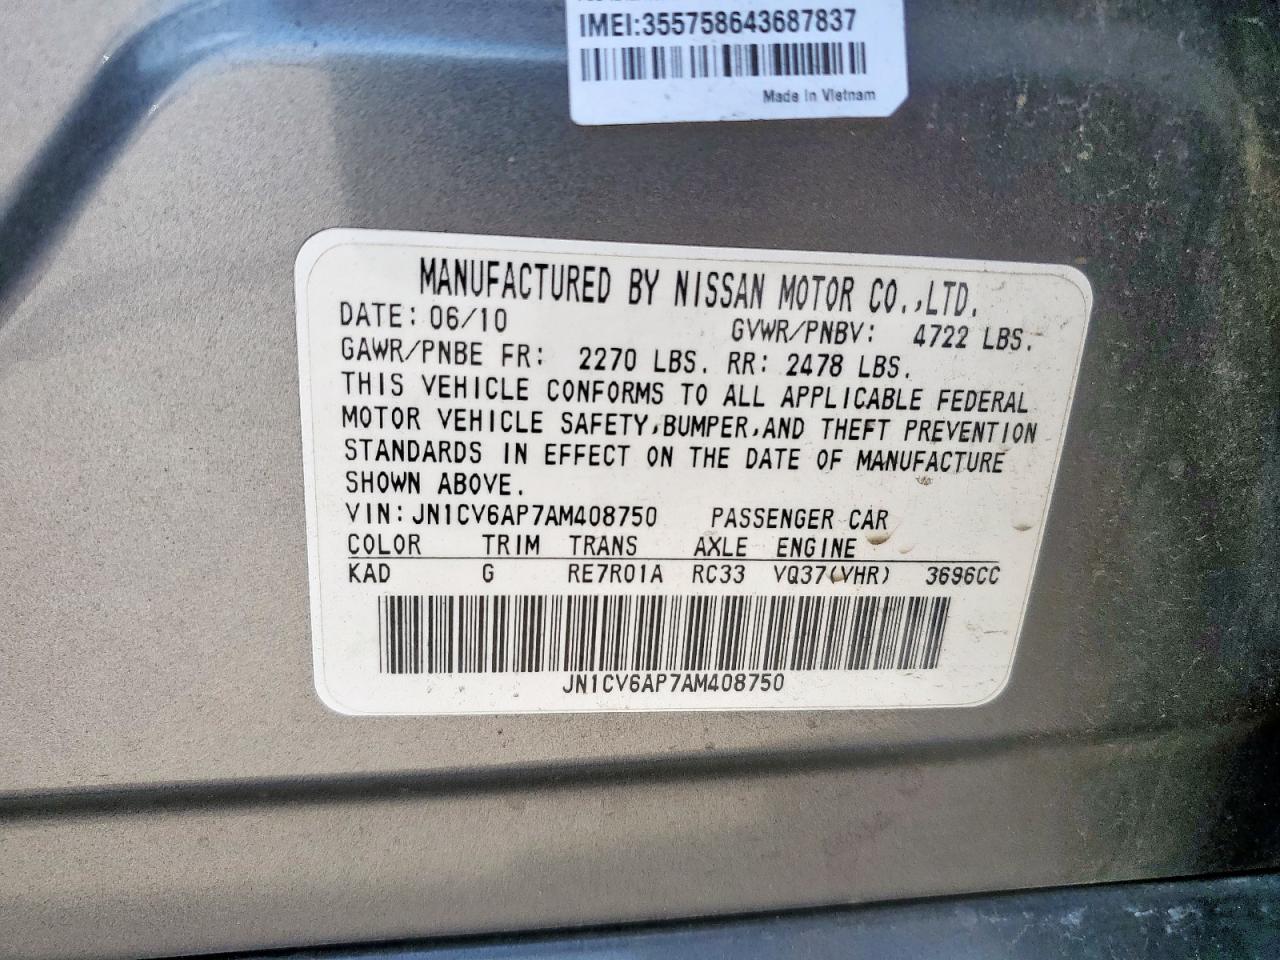 IMEI:355758643687837
Made In Vietnam
MANUFACTURED BY NISSAN MOTOR CO.,LTD.
DATE: 06/10 GVWR/PNBV: 4722 LBS.
GAWR/PNBE FR: 2270 LBS. RR: 2478 LBS.
THIS VEHICLE CONFORMS TO ALL APPLICABLE FEDERAL
MOTOR VEHICLE SAFETY,BUMPER,AND THEFT PREVENTION
STANDARDS IN EFFECT ON THE DATE OF MANUFACTURE
SHOWN ABOVE.
VIN: JN1CV6AP7AM408750 PASSENGER CAR
COLOR TRIM TRANS AXLE ENGINE
KAD G RE7R01A RC33 VQ37(VHR) 3696CC
JN1CV6AP7AM408750